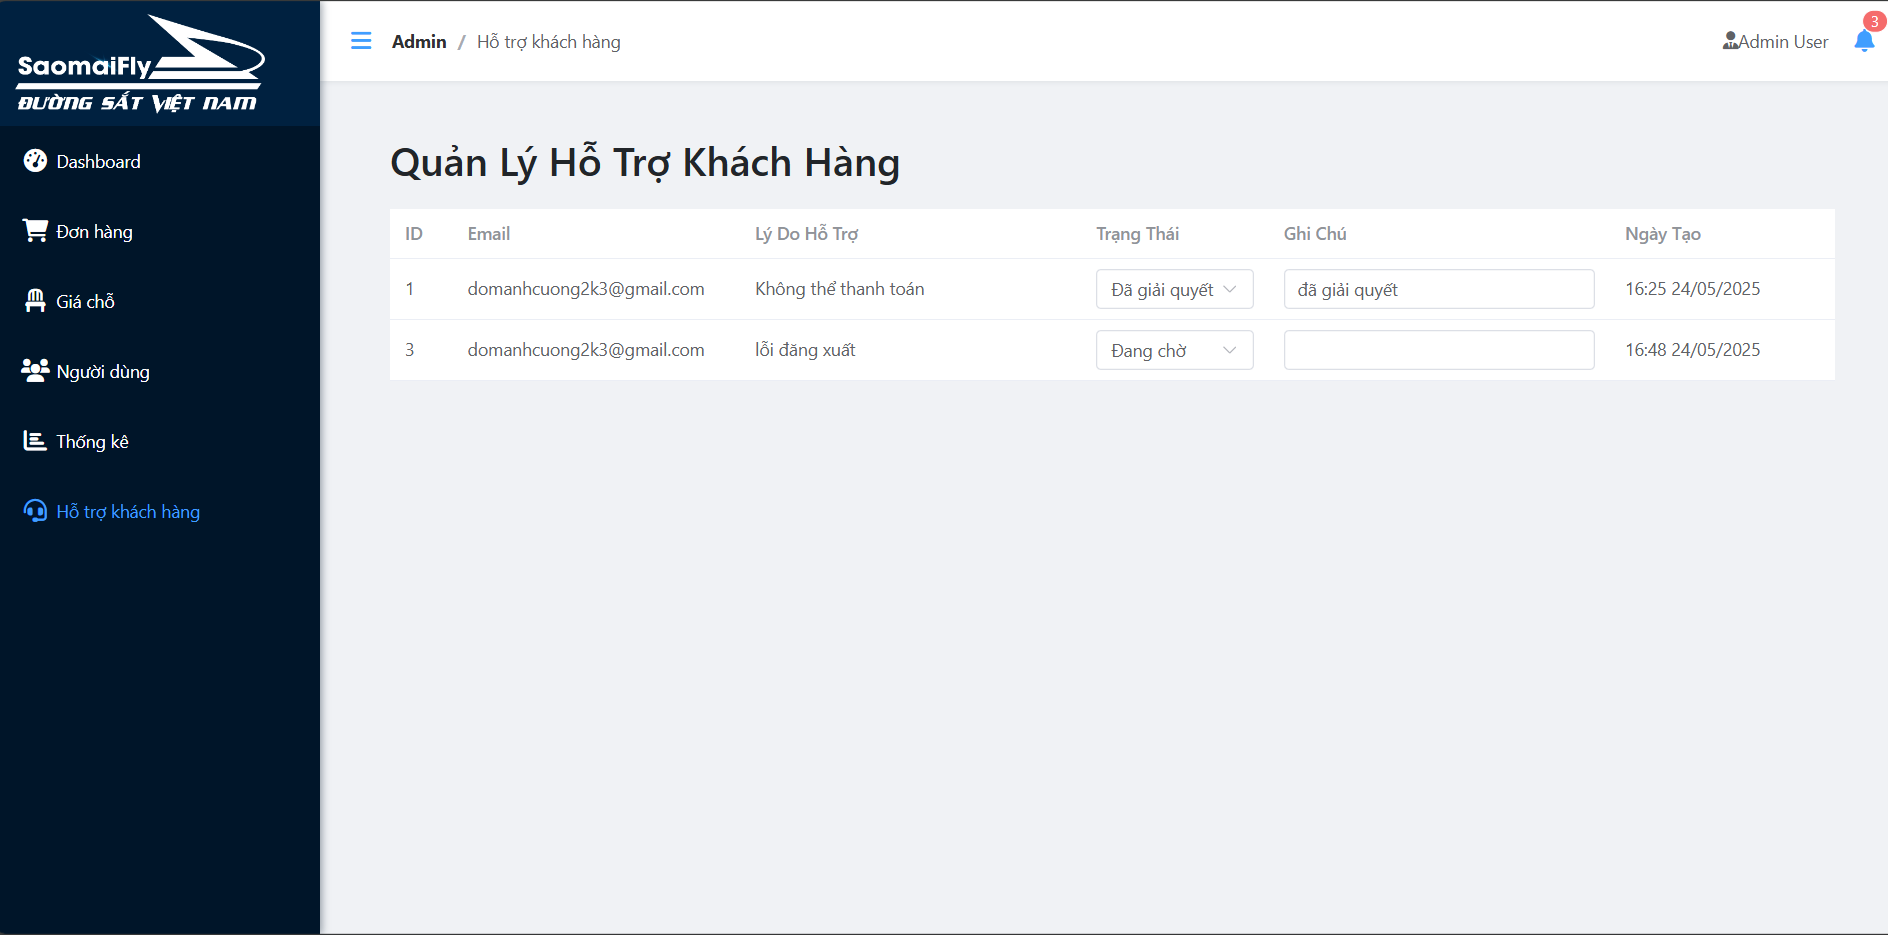 SaomaiFly
ĐƯỜNG SẮT VIỆT NAM
Dashboard
Đơn hàng
Giá chỗ
Người dùng
Thống kê
Hỗ trợ khách hàng
Admin / Hỗ trợ khách hàng
Admin User
3
Quản Lý Hỗ Trợ Khách Hàng
ID Email Lý Do Hỗ Trợ Trạng Thái Ghi Chú Ngày Tạo
1 domanhcuong2k3@gmail.com Không thể thanh toán Đã giải quyết đã giải quyết 16:25 24/05/2025
3 domanhcuong2k3@gmail.com lỗi đăng xuất Đang chờ 16:48 24/05/2025